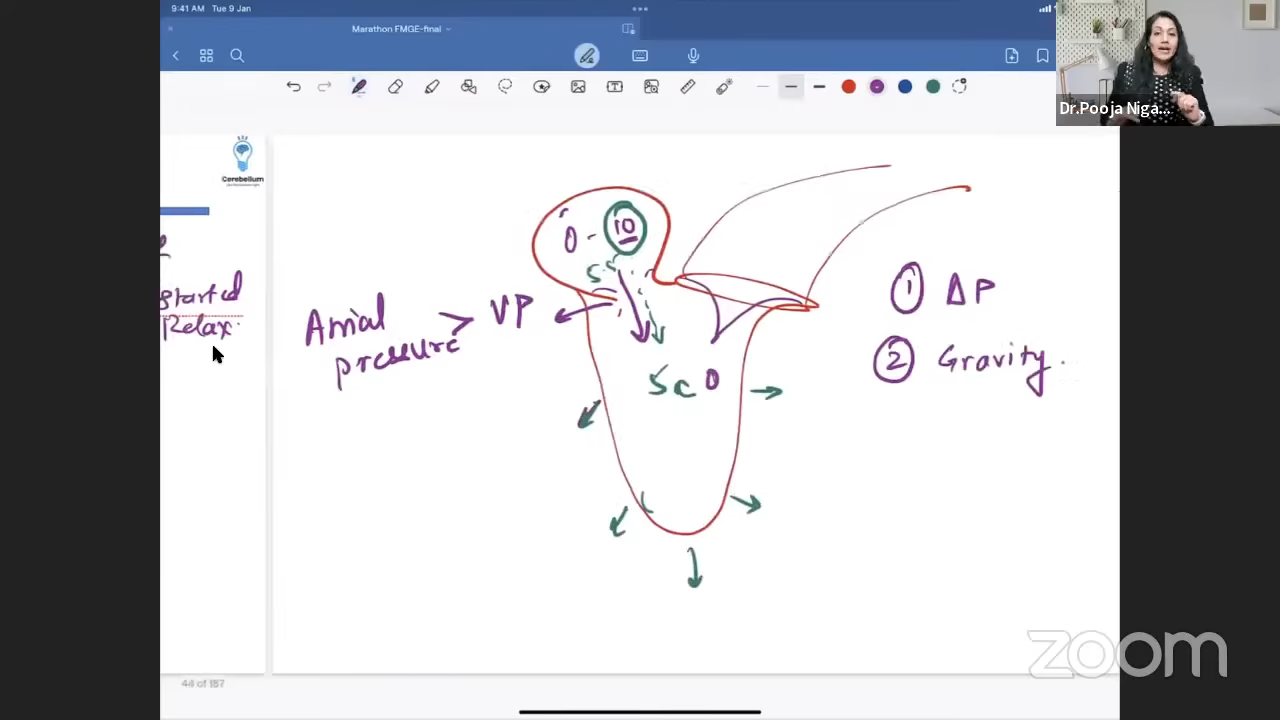 9:41 AM Tue 9 Jan
Marathon FMGE-final
Dr.Pooja Niga...
Cerebellum
started
Relax.
0 - 10
Atrial > VP
pressure
5 c 0
① ΔP
② Gravity.
44 of 187
zoom